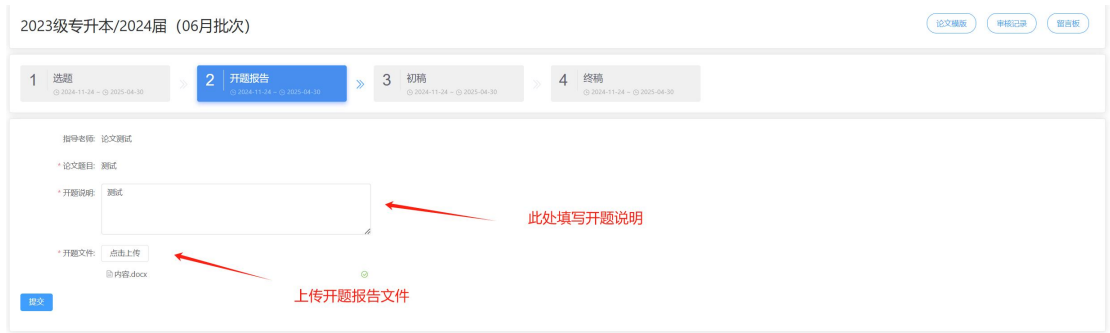 2023级专升本/2024届（06月批次）
论文模版 审核记录 留言板
1 选题 2 开题报告 3 初稿 4 终稿
2024-11-24 ~ 2025-04-30 2024-11-24 ~ 2025-04-30 2024-11-24 ~ 2025-04-30 2024-11-24 ~ 2025-04-30
指导老师: 论文测试
* 论文题目: 测试
* 开题说明: 测试
此处填写开题说明
* 开题文件: 点击上传
内容.docx
上传开题报告文件
提交